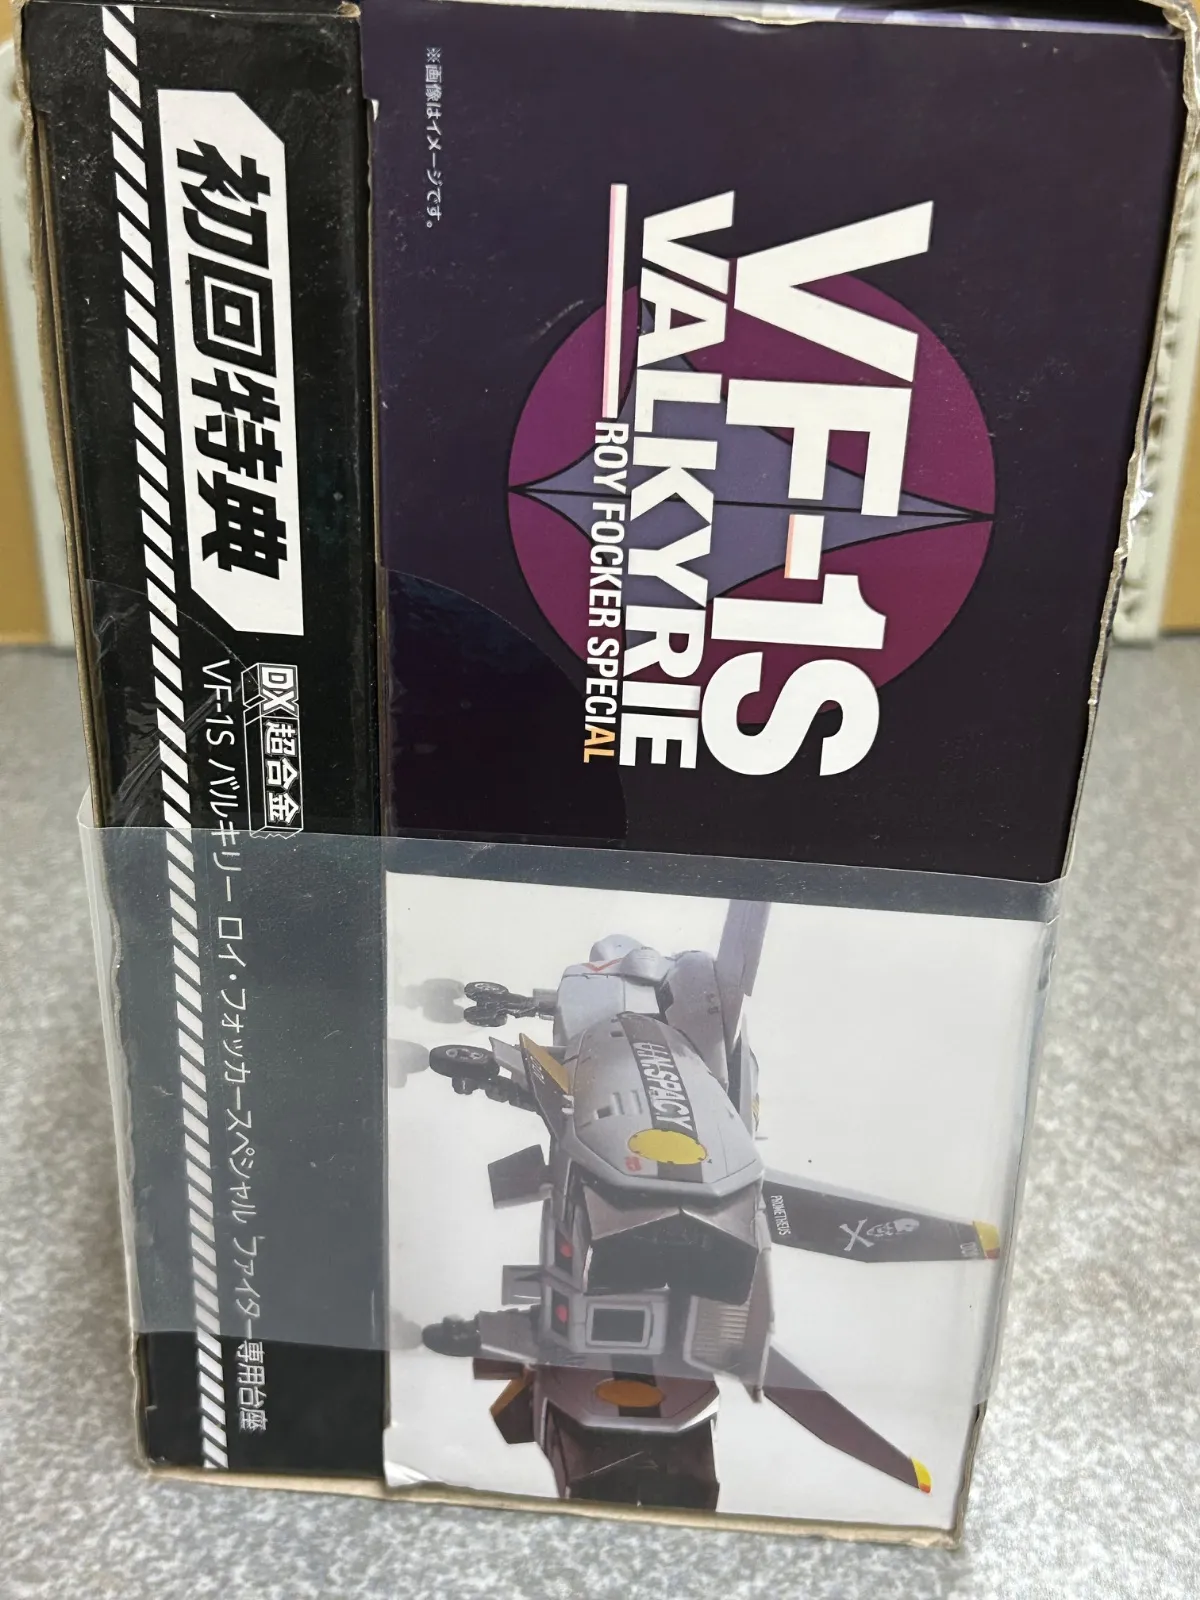 ※画像はイメージです。
VF-1S
VALKYRIE
ROY FOCKER SPECIAL
初回特典
DX超合金
VF-1S バルキリー ロイ・フォッカースペシャル ファイター専用台座
U.N.SPACY
PROMETHEUS
001